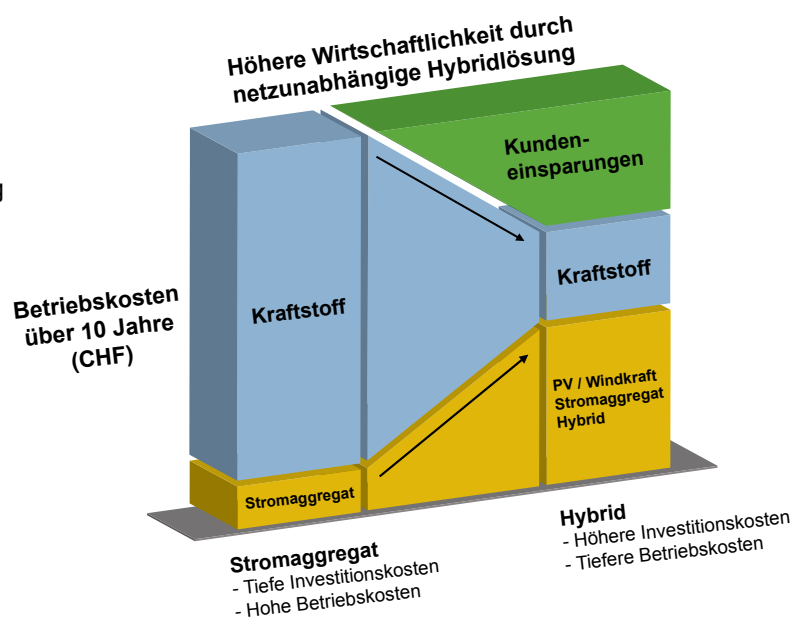 Höhere Wirtschaftlichkeit durch
netzunabhängige Hybridlösung
Kunden-
einsparungen
g
Betriebskosten
über 10 Jahre
(CHF)
Kraftstoff
Kraftstoff
PV / Windkraft
Stromaggregat
Hybrid
Stromaggregat
Stromaggregat
- Tiefe Investitionskosten
- Hohe Betriebskosten
Hybrid
- Höhere Investitionskosten
- Tiefere Betriebskosten